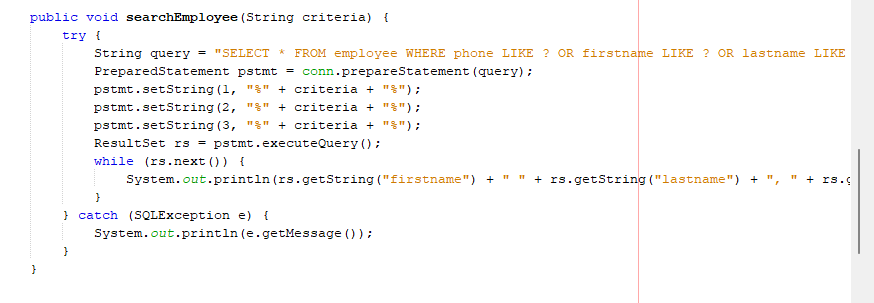 public void searchEmployee(String criteria) {
try {
String query = "SELECT * FROM employee WHERE phone LIKE ? OR firstname LIKE ? OR lastname LIKE
PreparedStatement pstmt = conn.prepareStatement(query);
pstmt.setString(1, "%" + criteria + "%");
pstmt.setString(2, "%" + criteria + "%");
pstmt.setString(3, "%" + criteria + "%");
ResultSet rs = pstmt.executeQuery();
while (rs.next()) {
System.out.println(rs.getString("firstname") + " " + rs.getString("lastname") + ", " + rs.g
}
} catch (SQLException e) {
System.out.println(e.getMessage());
}
}